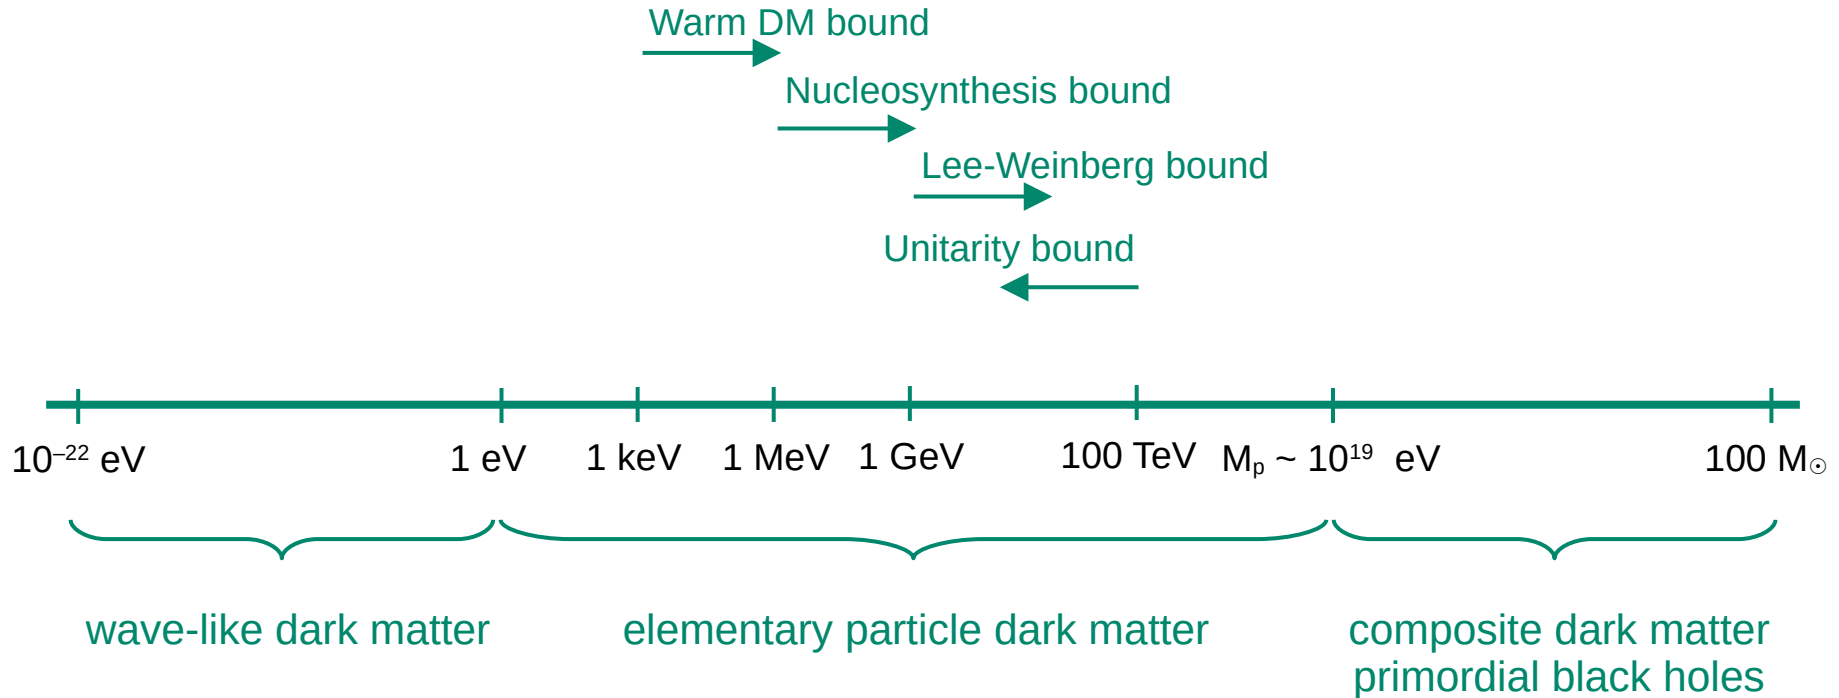 Warm DM bound
Nucleosynthesis bound
Lee-Weinberg bound
Unitarity bound
10⁻²² eV 1 eV 1 keV 1 MeV 1 GeV 100 TeV Mₚ ~ 10¹⁹ eV 100 M☉
wave-like dark matter elementary particle dark matter composite dark matter
primordial black holes